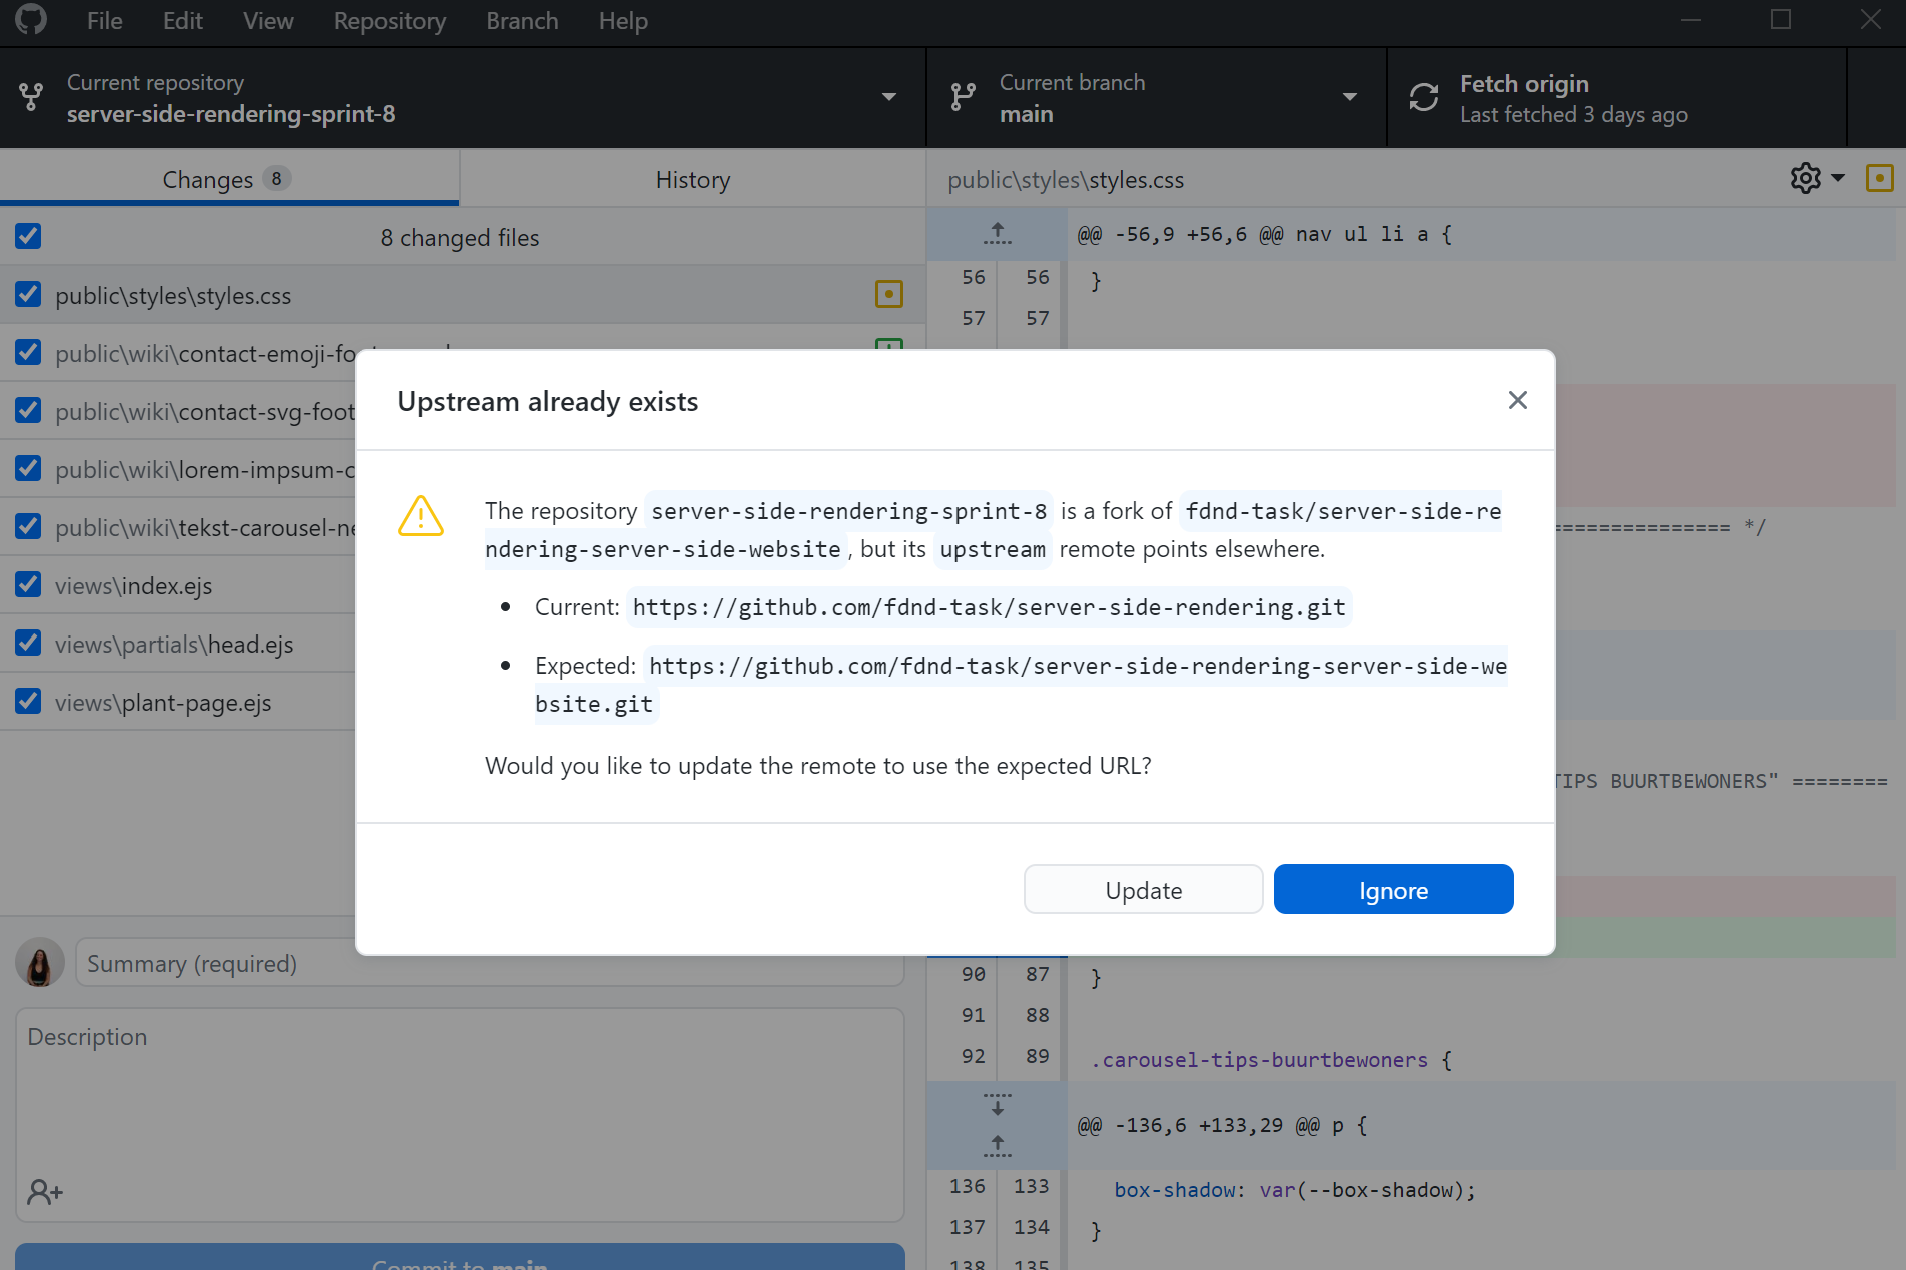 File Edit View Repository Branch Help
Current repository
server-side-rendering-sprint-8
Current branch
main
Fetch origin
Last fetched 3 days ago
Changes 8
History
public\styles\styles.css
8 changed files
public\styles\styles.css
public\wiki\contact-emoji-fo
public\wiki\contact-svg-foot
public\wiki\lorem-impsum-c
public\wiki\tekst-carousel-ne
views\index.ejs
views\partials\head.ejs
views\plant-page.ejs
@@ -56,9 +56,6 @@ nav ul li a {
56 56 }
57 57
=============== */
TIPS BUURTBEWONERS" ========
Upstream already exists
The repository server-side-rendering-sprint-8 is a fork of fdnd-task/server-side-re
ndering-server-side-website, but its upstream remote points elsewhere.
• Current: https://github.com/fdnd-task/server-side-rendering.git
• Expected: https://github.com/fdnd-task/server-side-rendering-server-side-we
bsite.git
Would you like to update the remote to use the expected URL?
Update
Ignore
Summary (required)
Description
Commit to main
90 87 }
91 88
92 89 .carousel-tips-buurtbewoners {
@@ -136,6 +133,29 @@ p {
136 133 box-shadow: var(--box-shadow);
137 134 }
138 135